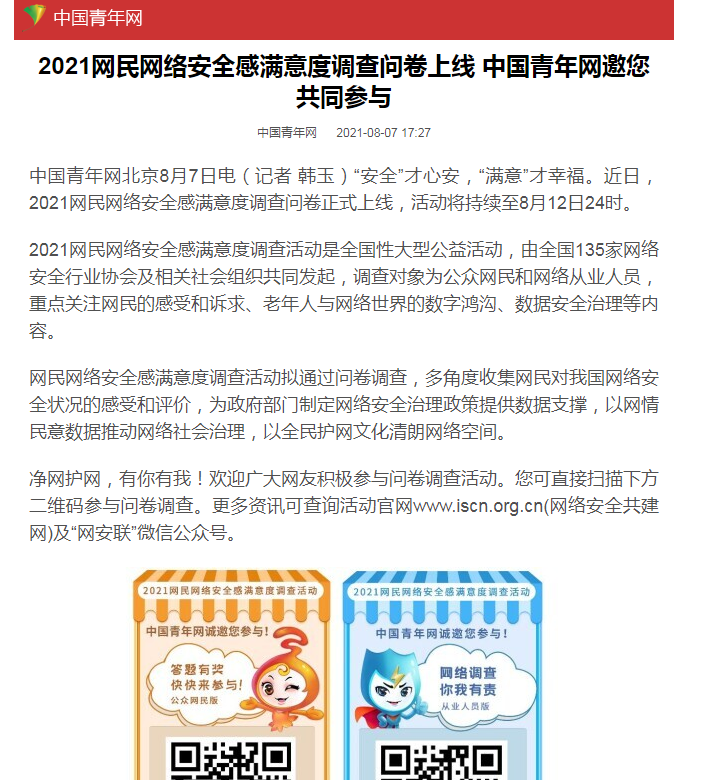 中国青年网
2021网民网络安全感满意度调查问卷上线 中国青年网邀您
共同参与
中国青年网 2021-08-07 17:27
中国青年网北京8月7日电（记者 韩玉）“安全”才心安，“满意”才幸福。近日，
2021网民网络安全感满意度调查问卷正式上线，活动将持续至8月12日24时。
2021网民网络安全感满意度调查活动是全国性大型公益活动，由全国135家网络
安全行业协会及相关社会组织共同发起，调查对象为公众网民和网络从业人员，
重点关注网民的感受和诉求、老年人与网络世界的数字鸿沟、数据安全治理等内
容。
网民网络安全感满意度调查活动拟通过问卷调查，多角度收集网民对我国网络安
全状况的感受和评价，为政府部门制定网络安全治理政策提供数据支撑，以网情
民意数据推动网络社会治理，以全民护网文化清朗网络空间。
净网护网，有你有我！欢迎广大网友积极参与问卷调查活动。您可直接扫描下方
二维码参与问卷调查。更多资讯可查询活动官网www.iscn.org.cn(网络安全共建
网)及“网安联”微信公众号。
2021网民网络安全感满意度调查活动
中国青年网诚邀您参与！
答题有奖
快快来参与！
公众网民版
2021网民网络安全感满意度调查活动
中国青年网诚邀您参与！
网络调查
你我有责
从业人员版